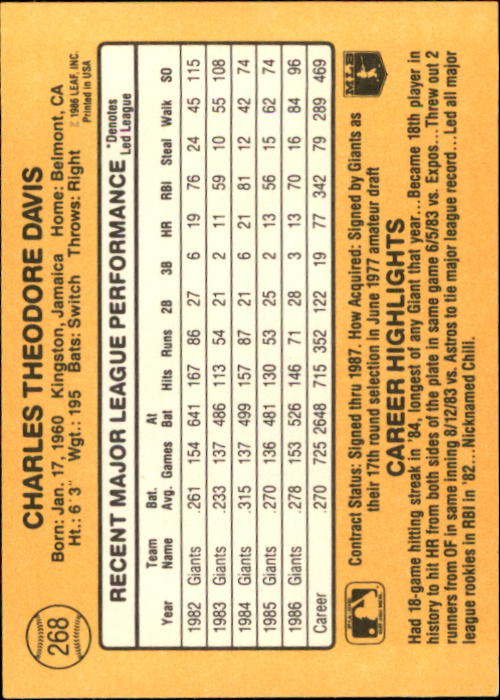 268
CHARLES THEODORE DAVIS
Born: Jan. 17, 1960 Kingston, Jamaica Home: Belmont, CA
Ht.: 6'3" Wgt.: 195 Bats: Switch Throws: Right © 1986 LEAF, INC.
Printed in USA
RECENT MAJOR LEAGUE PERFORMANCE *Denotes
Led League
Team Bat. At
Year Name Avg. Games Bat Hits Runs 2B 3B HR RBI Steal Walk SO
1982 Giants .261 154 641 167 86 27 6 19 76 24 45 115
1983 Giants .233 137 486 113 54 21 2 11 59 10 55 108
1984 Giants .315 137 499 157 87 21 6 21 81 12 42 74
1985 Giants .270 136 481 130 53 25 2 13 56 15 62 74
1986 Giants .278 153 526 146 71 28 3 13 70 16 84 96
Career .270 725 2648 715 352 122 19 77 342 79 289 469
Contract Status: Signed thru 1987. How Acquired: Signed by Giants as
their 17th round selection in June 1977 amateur draft
MLB
CAREER HIGHLIGHTS
Had 18-game hitting streak in '84, longest of any Giant that year...Became 18th player in
history to hit HR from both sides of the plate in same game 6/5/83 vs. Expos...Threw out 2
runners from OF in same inning 8/12/83 vs. Astros to tie major league record...Led all major
league rookies in RBI in '82...Nicknamed Chili.